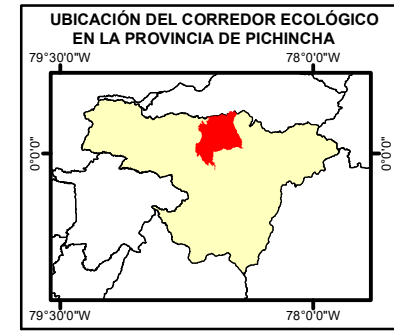 UBICACIÓN DEL CORREDOR ECOLÓGICO
EN LA PROVINCIA DE PICHINCHA
79°30'0"W 78°0'0"W
0°0'0" 0°0'0"
79°30'0"W 78°0'0"W